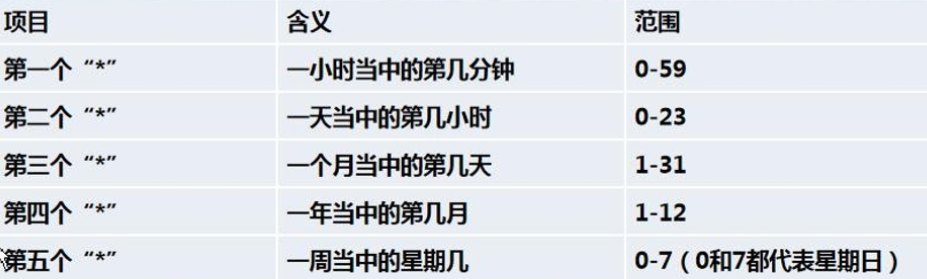 项目 含义 范围
第一个“*” 一小时当中的第几分钟 0-59
第二个“*” 一天当中的第几小时 0-23
第三个“*” 一个月当中的第几天 1-31
第四个“*” 一年当中的第几月 1-12
第五个“*” 一周当中的星期几 0-7（0和7都代表星期日）